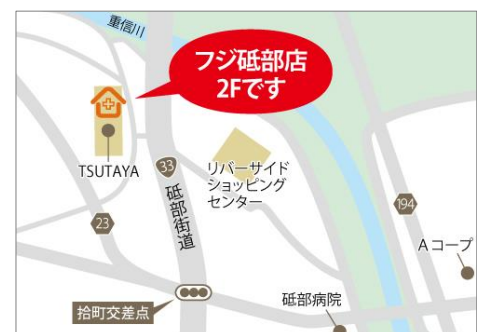 重信川
フジ砥部店
2Fです
TSUTAYA
33
砥部街道
リバーサイド
ショッピング
センター
23
194
Aコープ
拾町交差点
砥部病院